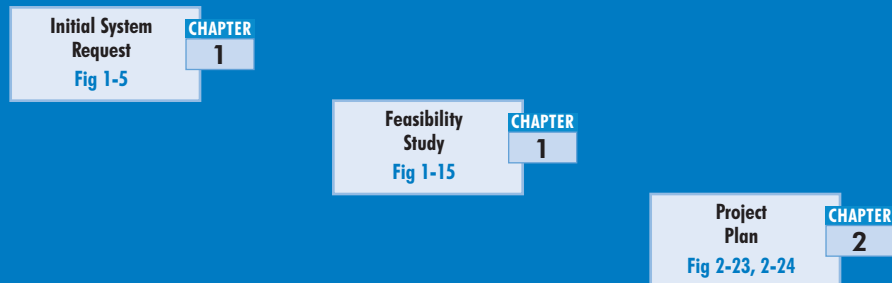 Initial System
Request
Fig 1-5
CHAPTER
1
Feasibility
Study
Fig 1-15
CHAPTER
1
Project
Plan
Fig 2-23, 2-24
CHAPTER
2